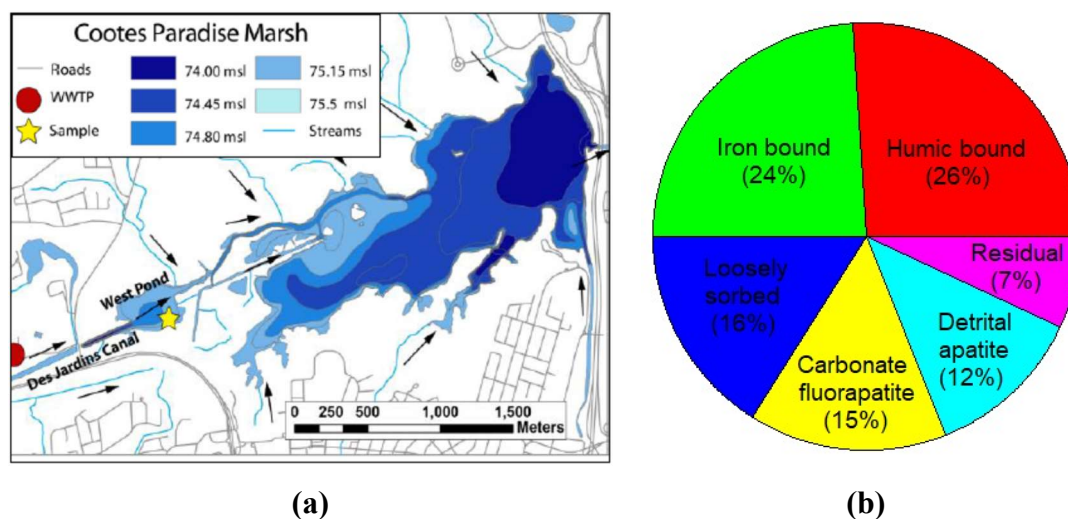 Cootes Paradise Marsh
Roads
WWTP
Sample
74.00 msl
74.45 msl
74.80 msl
75.15 msl
75.5 msl
Streams
West Pond
Des Jardins Canal
0 250 500 1,000 1,500
Meters
(a)
Iron bound
(24%)
Humic bound
(26%)
Loosely
sorbed
(16%)
Residual
(7%)
Detrital
apatite
(12%)
Carbonate
fluorapatite
(15%)
(b)